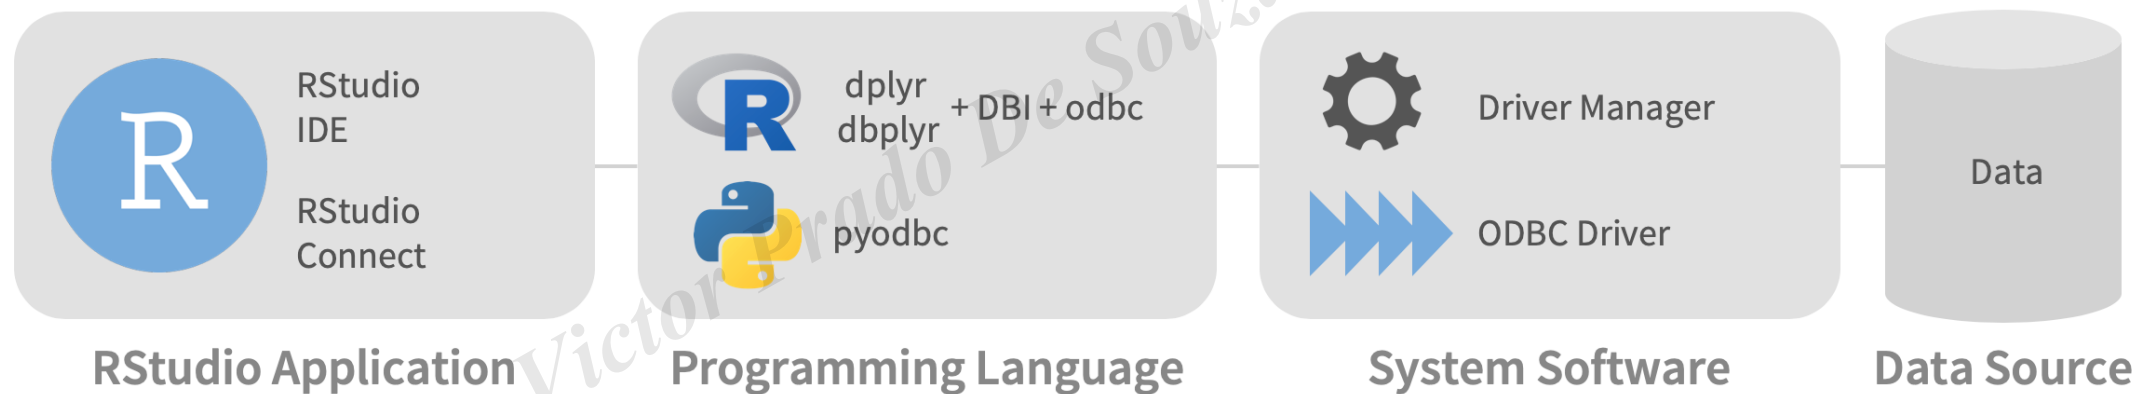 RStudio
IDE
RStudio
Connect
RStudio Application
R
R
dplyr
dbplyr
+ DBI + odbc
pyodbc
Programming Language
Driver Manager
ODBC Driver
System Software
Data
Data Source
Victor Prado De Souza